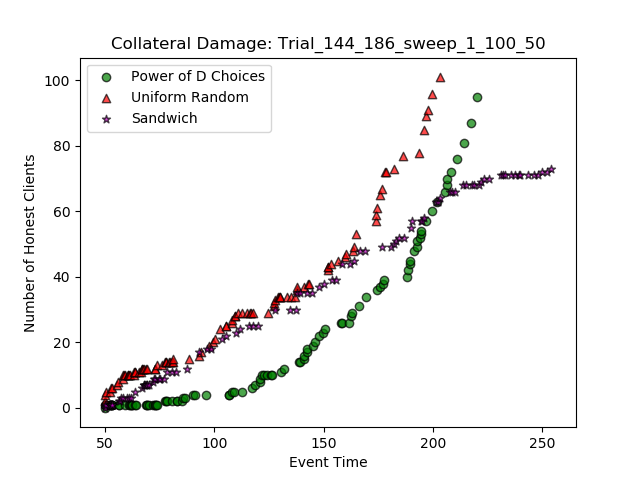 Collateral Damage: Trial_144_186_sweep_1_100_50
Power of D Choices
Uniform Random
Sandwich
Number of Honest Clients
100
80
60
40
20
0
50
100
150
200
250
Event Time